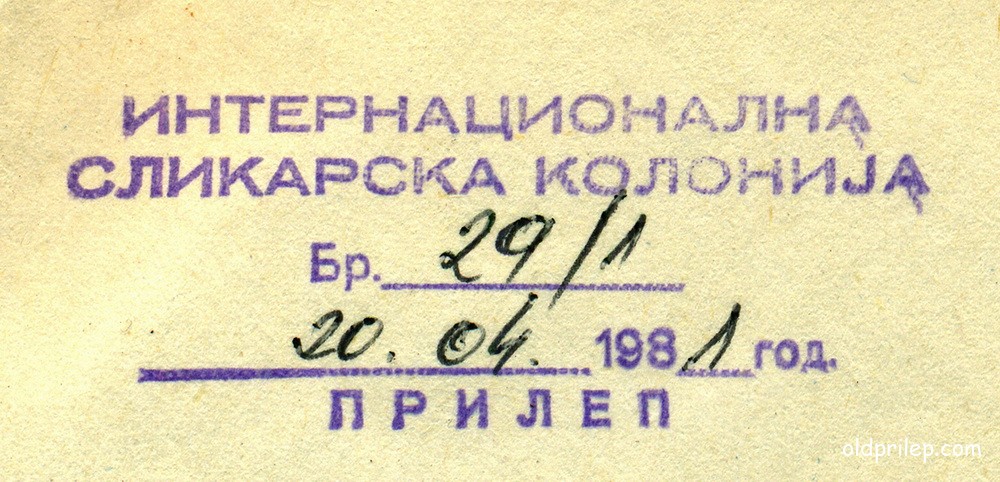 ИНТЕРНАЦИОНАЛНА
СЛИКАРСКА КОЛОНИЈА
Бр. 29/1
20. 04. 1981 год.
ПРИЛЕП
oldprilep.com